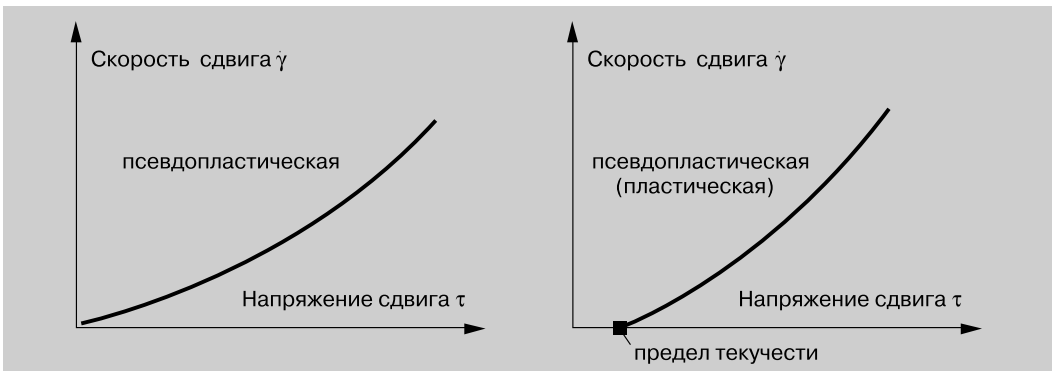 Скорость сдвига γ̇
псевдопластическая
Напряжение сдвига τ
Скорость сдвига γ̇
псевдопластическая
(пластическая)
Напряжение сдвига τ
предел текучести